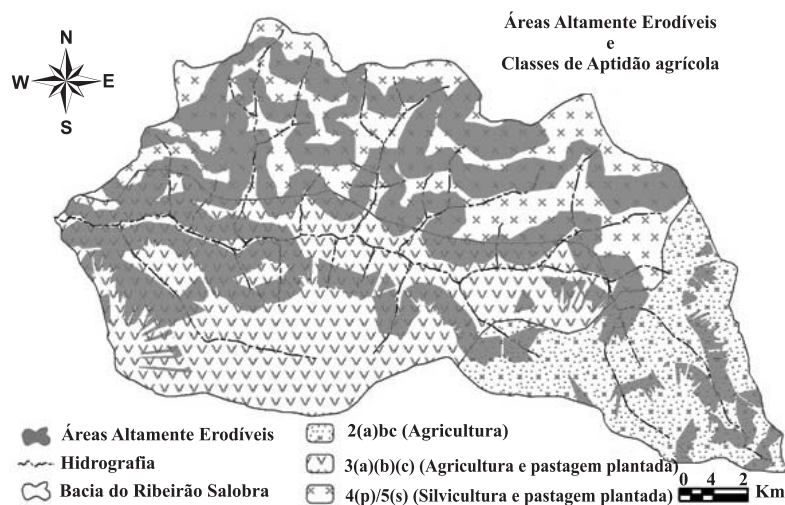 Áreas Altamente Erodíveis
e
Classes de Aptidão agrícola
N
W E
S
Áreas Altamente Erodíveis
Hidrografia
Bacia do Ribeirão Salobra
2(a)bc (Agricultura)
3(a)(b)(c) (Agricultura e pastagem plantada)
4(p)/5(s) (Silvicultura e pastagem plantada)
0 4 2
Km